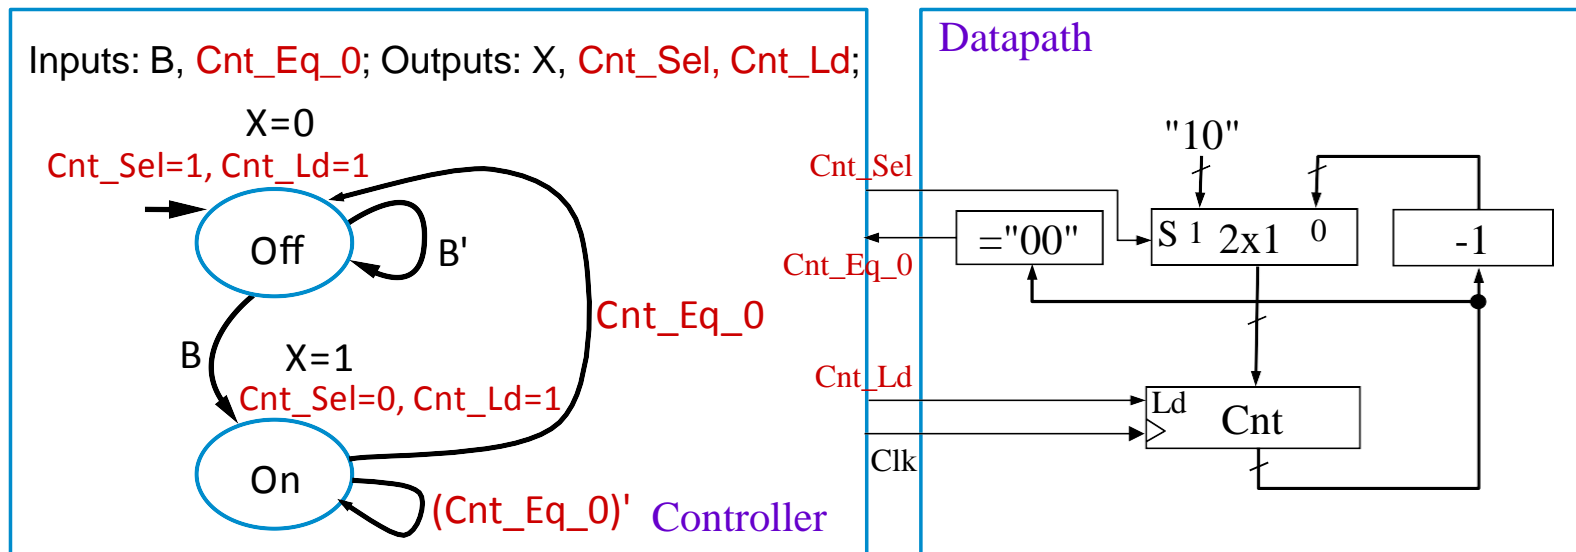 Inputs: B, Cnt_Eq_0; Outputs: X, Cnt_Sel, Cnt_Ld;
X=0
Cnt_Sel=1, Cnt_Ld=1
Off
B'
Cnt_Eq_0
B
X=1
Cnt_Sel=0, Cnt_Ld=1
On
(Cnt_Eq_0)'
Controller
Cnt_Sel
Cnt_Eq_0
Cnt_Ld
Clk
Datapath
"10"
="00"
S 1 2x1 0
-1
Ld
Cnt